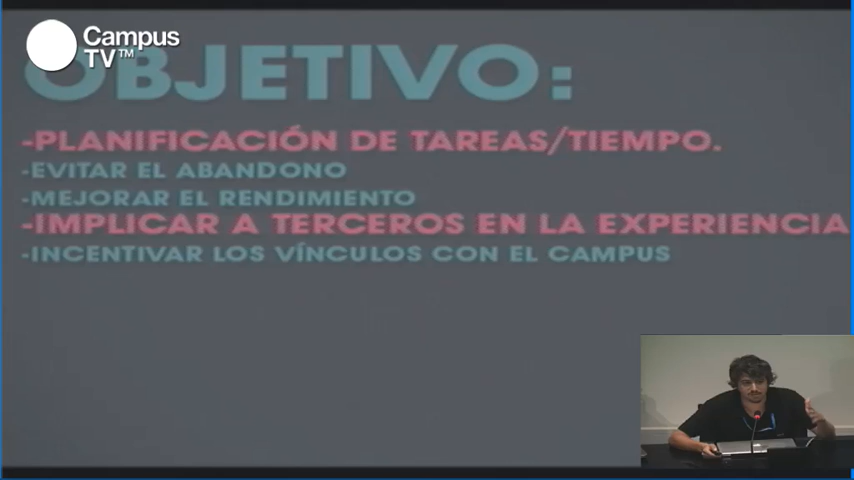 Campus
TV™
OBJETIVO:
-PLANIFICACIÓN DE TAREAS/TIEMPO.
-EVITAR EL ABANDONO
-MEJORAR EL RENDIMIENTO
-IMPLICAR A TERCEROS EN LA EXPERIENCIA
-INCENTIVAR LOS VÍNCULOS CON EL CAMPUS